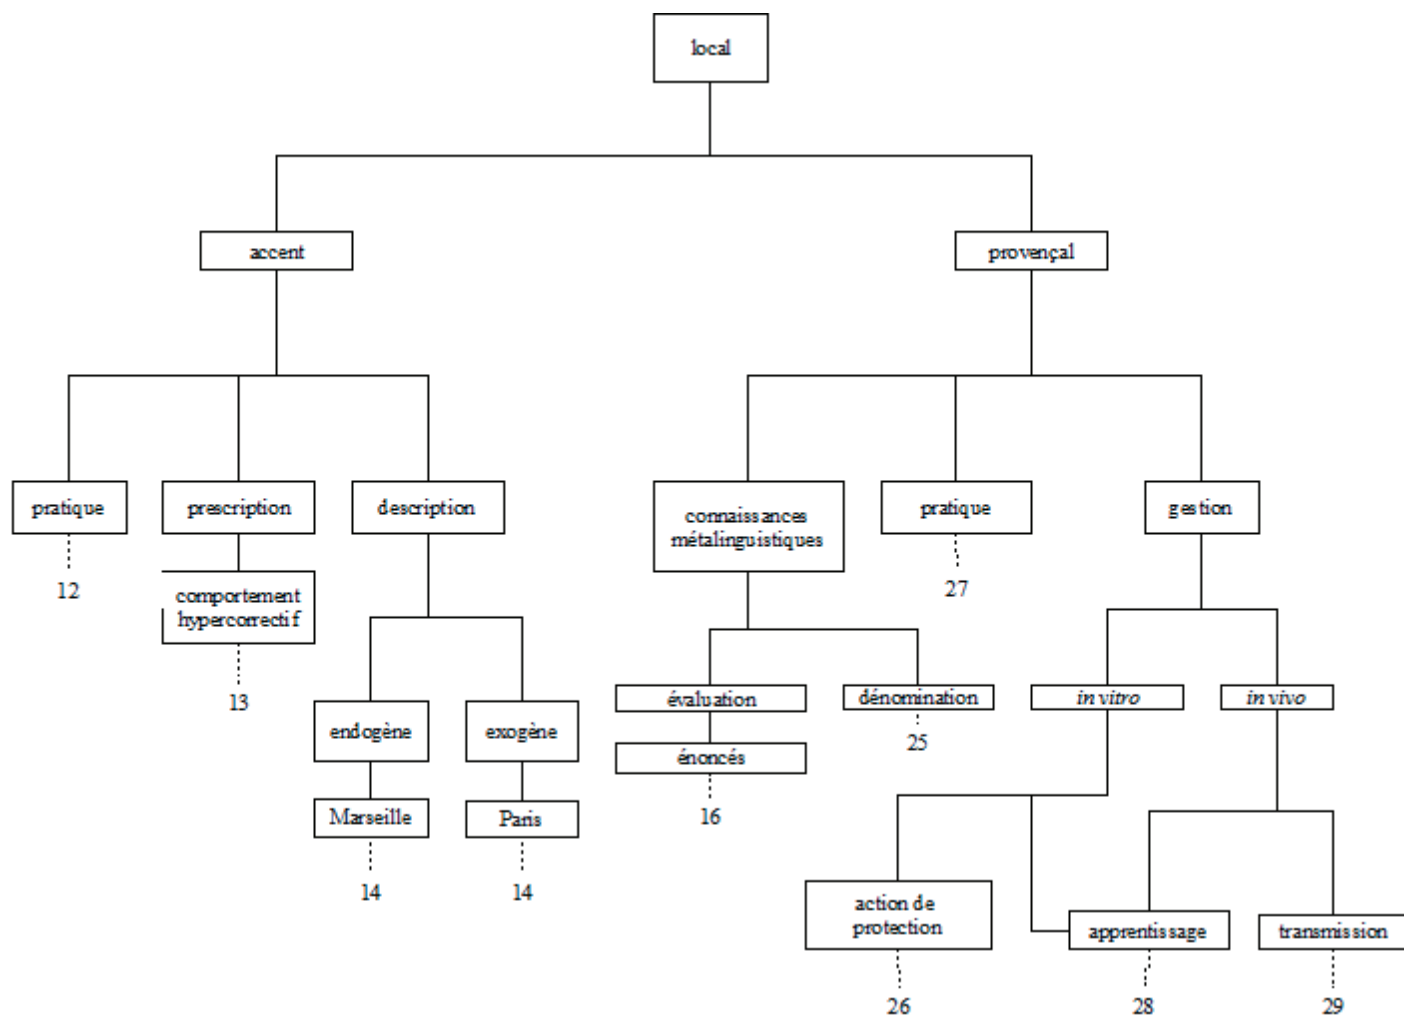 local
accent
provençal
pratique
prescription
description
connaissances
métalinguistiques
pratique
gestion
12
comportement
hypercorrectif
27
13
évaluation
dénomination
in vitro
in vivo
endogène
exogène
25
énoncés
Marseille
Paris
16
14
14
action de
protection
apprentissage
transmission
26
28
29